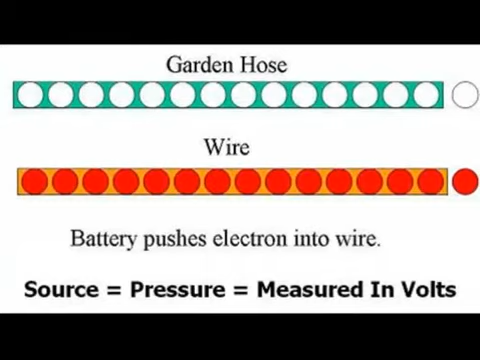 Garden Hose
Wire
Battery pushes electron into wire.
Source = Pressure = Measured In Volts